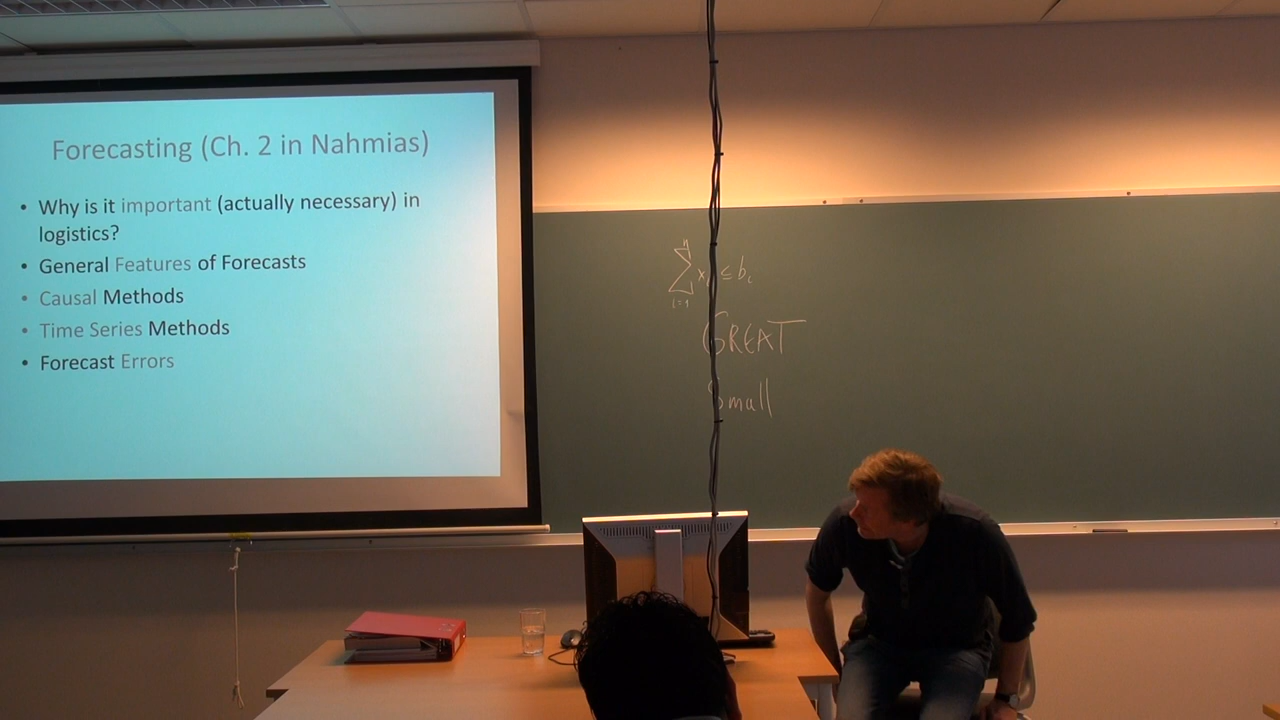 Forecasting (Ch. 2 in Nahmias)
• Why is it important (actually necessary) in
logistics?
• General Features of Forecasts
• Causal Methods
• Time Series Methods
• Forecast Errors
n
∑ x ≤ b
i=1
GREAT
Small